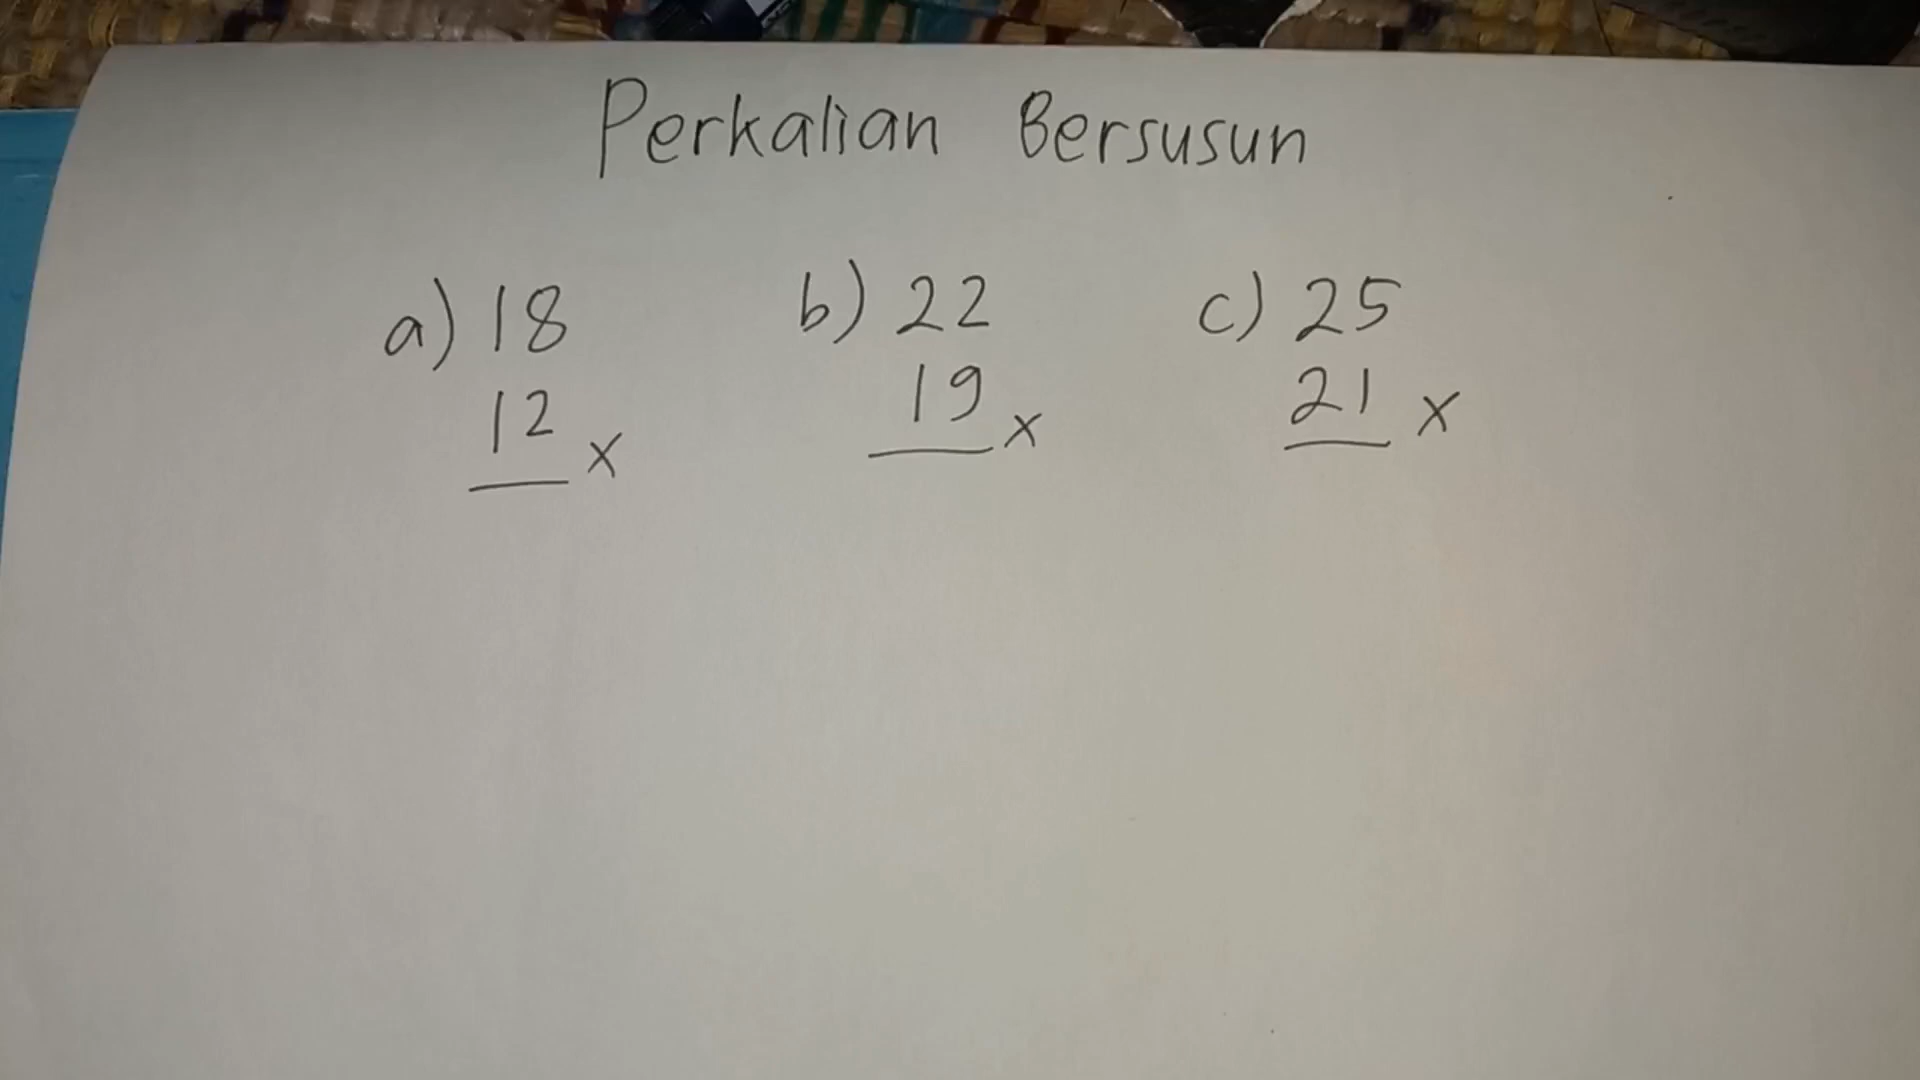 Perkalian Bersusun
a) 18
12 x
b) 22
19 x
c) 25
21 x